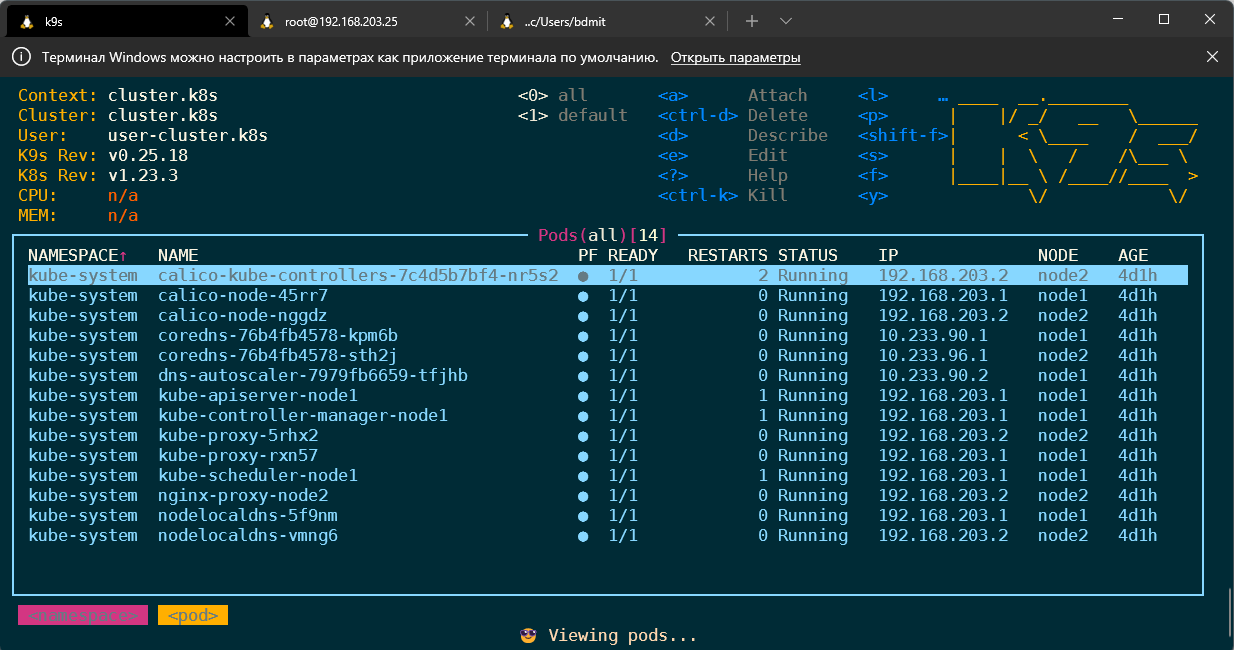 k9s
root@192.168.203.25
..c/Users/bdmit
Терминал Windows можно настроить в параметрах как приложение терминала по умолчанию. Открыть параметры
Context: cluster.k8s <0> all <a> Attach <l> …
Cluster: cluster.k8s <1> default <ctrl-d> Delete <p>
User: user-cluster.k8s <d> Describe <shift-f>
K9s Rev: v0.25.18 <e> Edit <s>
K8s Rev: v1.23.3 <?> Help <f>
CPU: n/a <ctrl-k> Kill <y>
MEM: n/a
Pods(all)[14]
NAMESPACE↑ NAME PF READY RESTARTS STATUS IP NODE AGE
kube-system calico-kube-controllers-7c4d5b7bf4-nr5s2 ● 1/1 2 Running 192.168.203.2 node2 4d1h
kube-system calico-node-45rr7 ● 1/1 0 Running 192.168.203.1 node1 4d1h
kube-system calico-node-nggdz ● 1/1 0 Running 192.168.203.2 node2 4d1h
kube-system coredns-76b4fb4578-kpm6b ● 1/1 0 Running 10.233.90.1 node1 4d1h
kube-system coredns-76b4fb4578-sth2j ● 1/1 0 Running 10.233.96.1 node2 4d1h
kube-system dns-autoscaler-7979fb6659-tfjhb ● 1/1 0 Running 10.233.90.2 node1 4d1h
kube-system kube-apiserver-node1 ● 1/1 1 Running 192.168.203.1 node1 4d1h
kube-system kube-controller-manager-node1 ● 1/1 1 Running 192.168.203.1 node1 4d1h
kube-system kube-proxy-5rhx2 ● 1/1 0 Running 192.168.203.2 node2 4d1h
kube-system kube-proxy-rxn57 ● 1/1 0 Running 192.168.203.1 node1 4d1h
kube-system kube-scheduler-node1 ● 1/1 1 Running 192.168.203.1 node1 4d1h
kube-system nginx-proxy-node2 ● 1/1 0 Running 192.168.203.2 node2 4d1h
kube-system nodelocaldns-5f9nm ● 1/1 0 Running 192.168.203.1 node1 4d1h
kube-system nodelocaldns-vmng6 ● 1/1 0 Running 192.168.203.2 node2 4d1h
<namespace> <pod>
😎 Viewing pods...